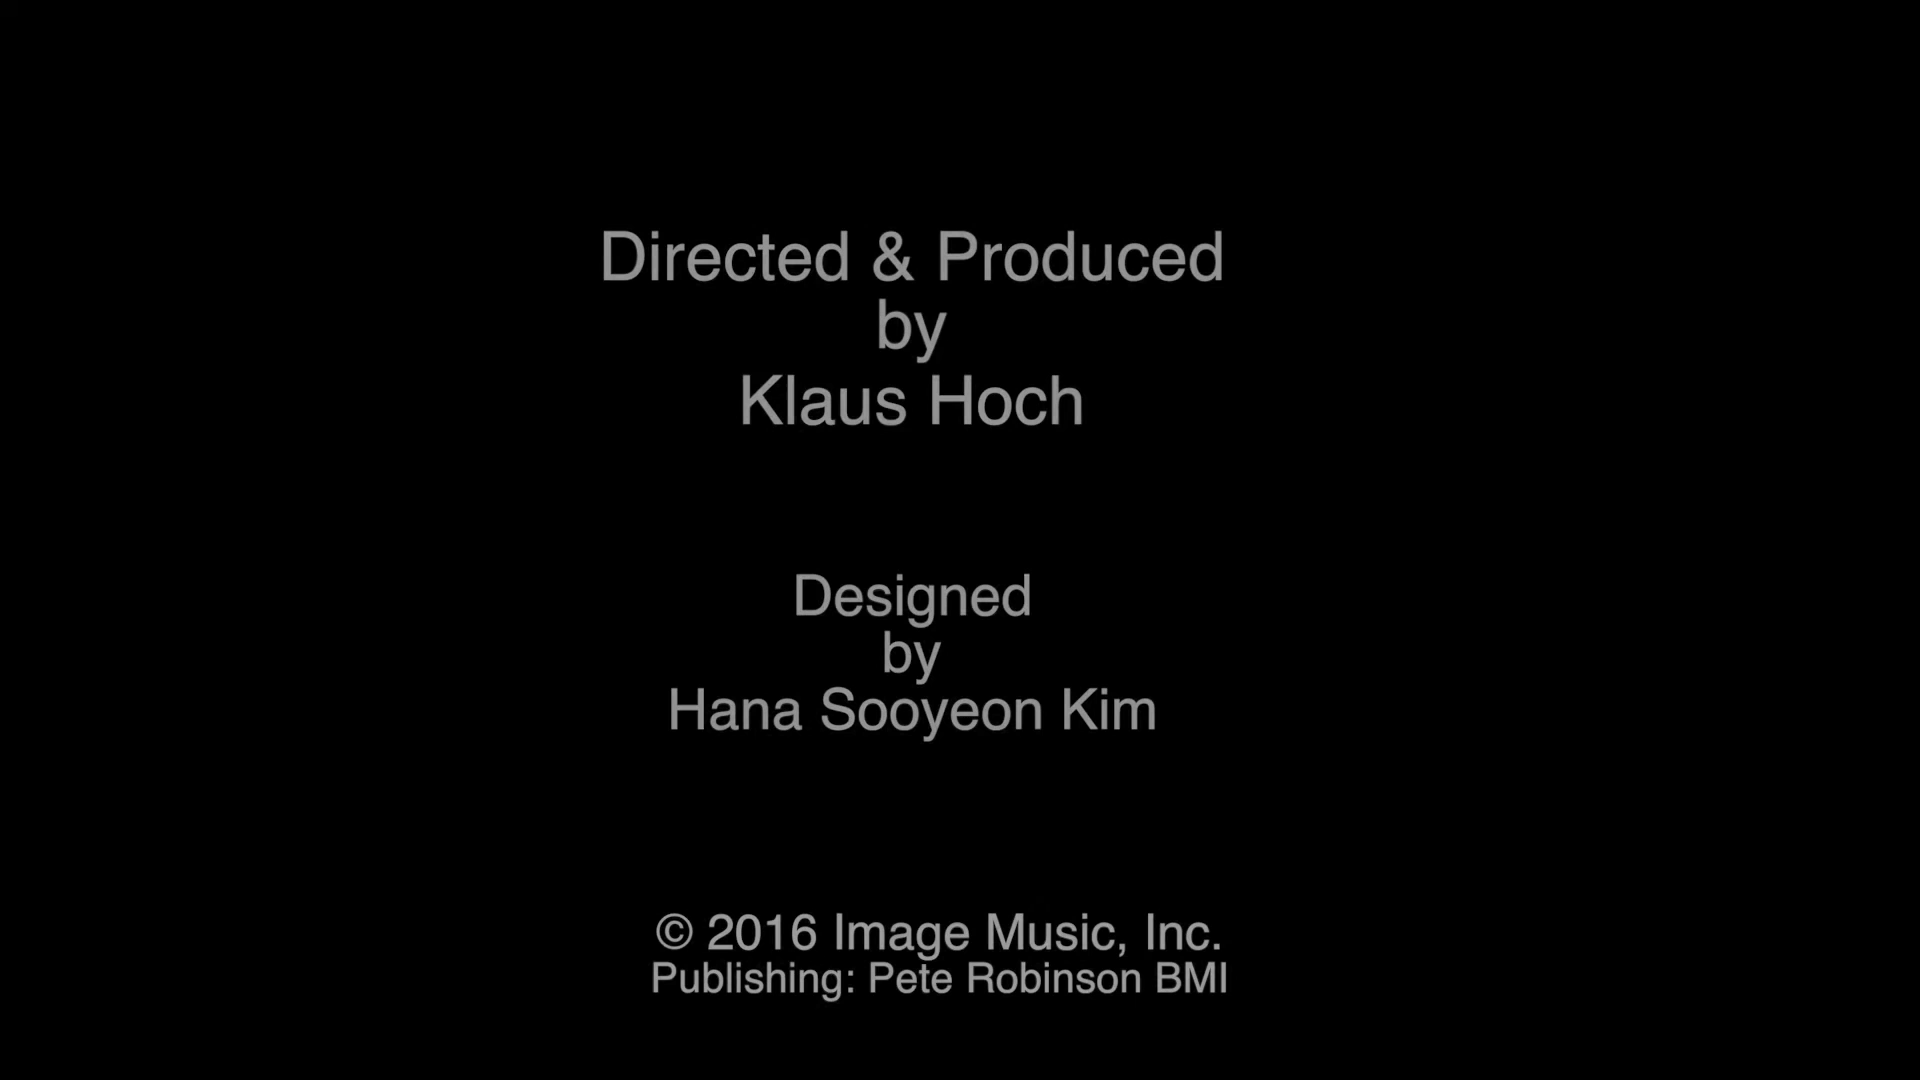 Directed & Produced
by
Klaus Hoch
Designed
by
Hana Sooyeon Kim
© 2016 Image Music, Inc.
Publishing: Pete Robinson BMI